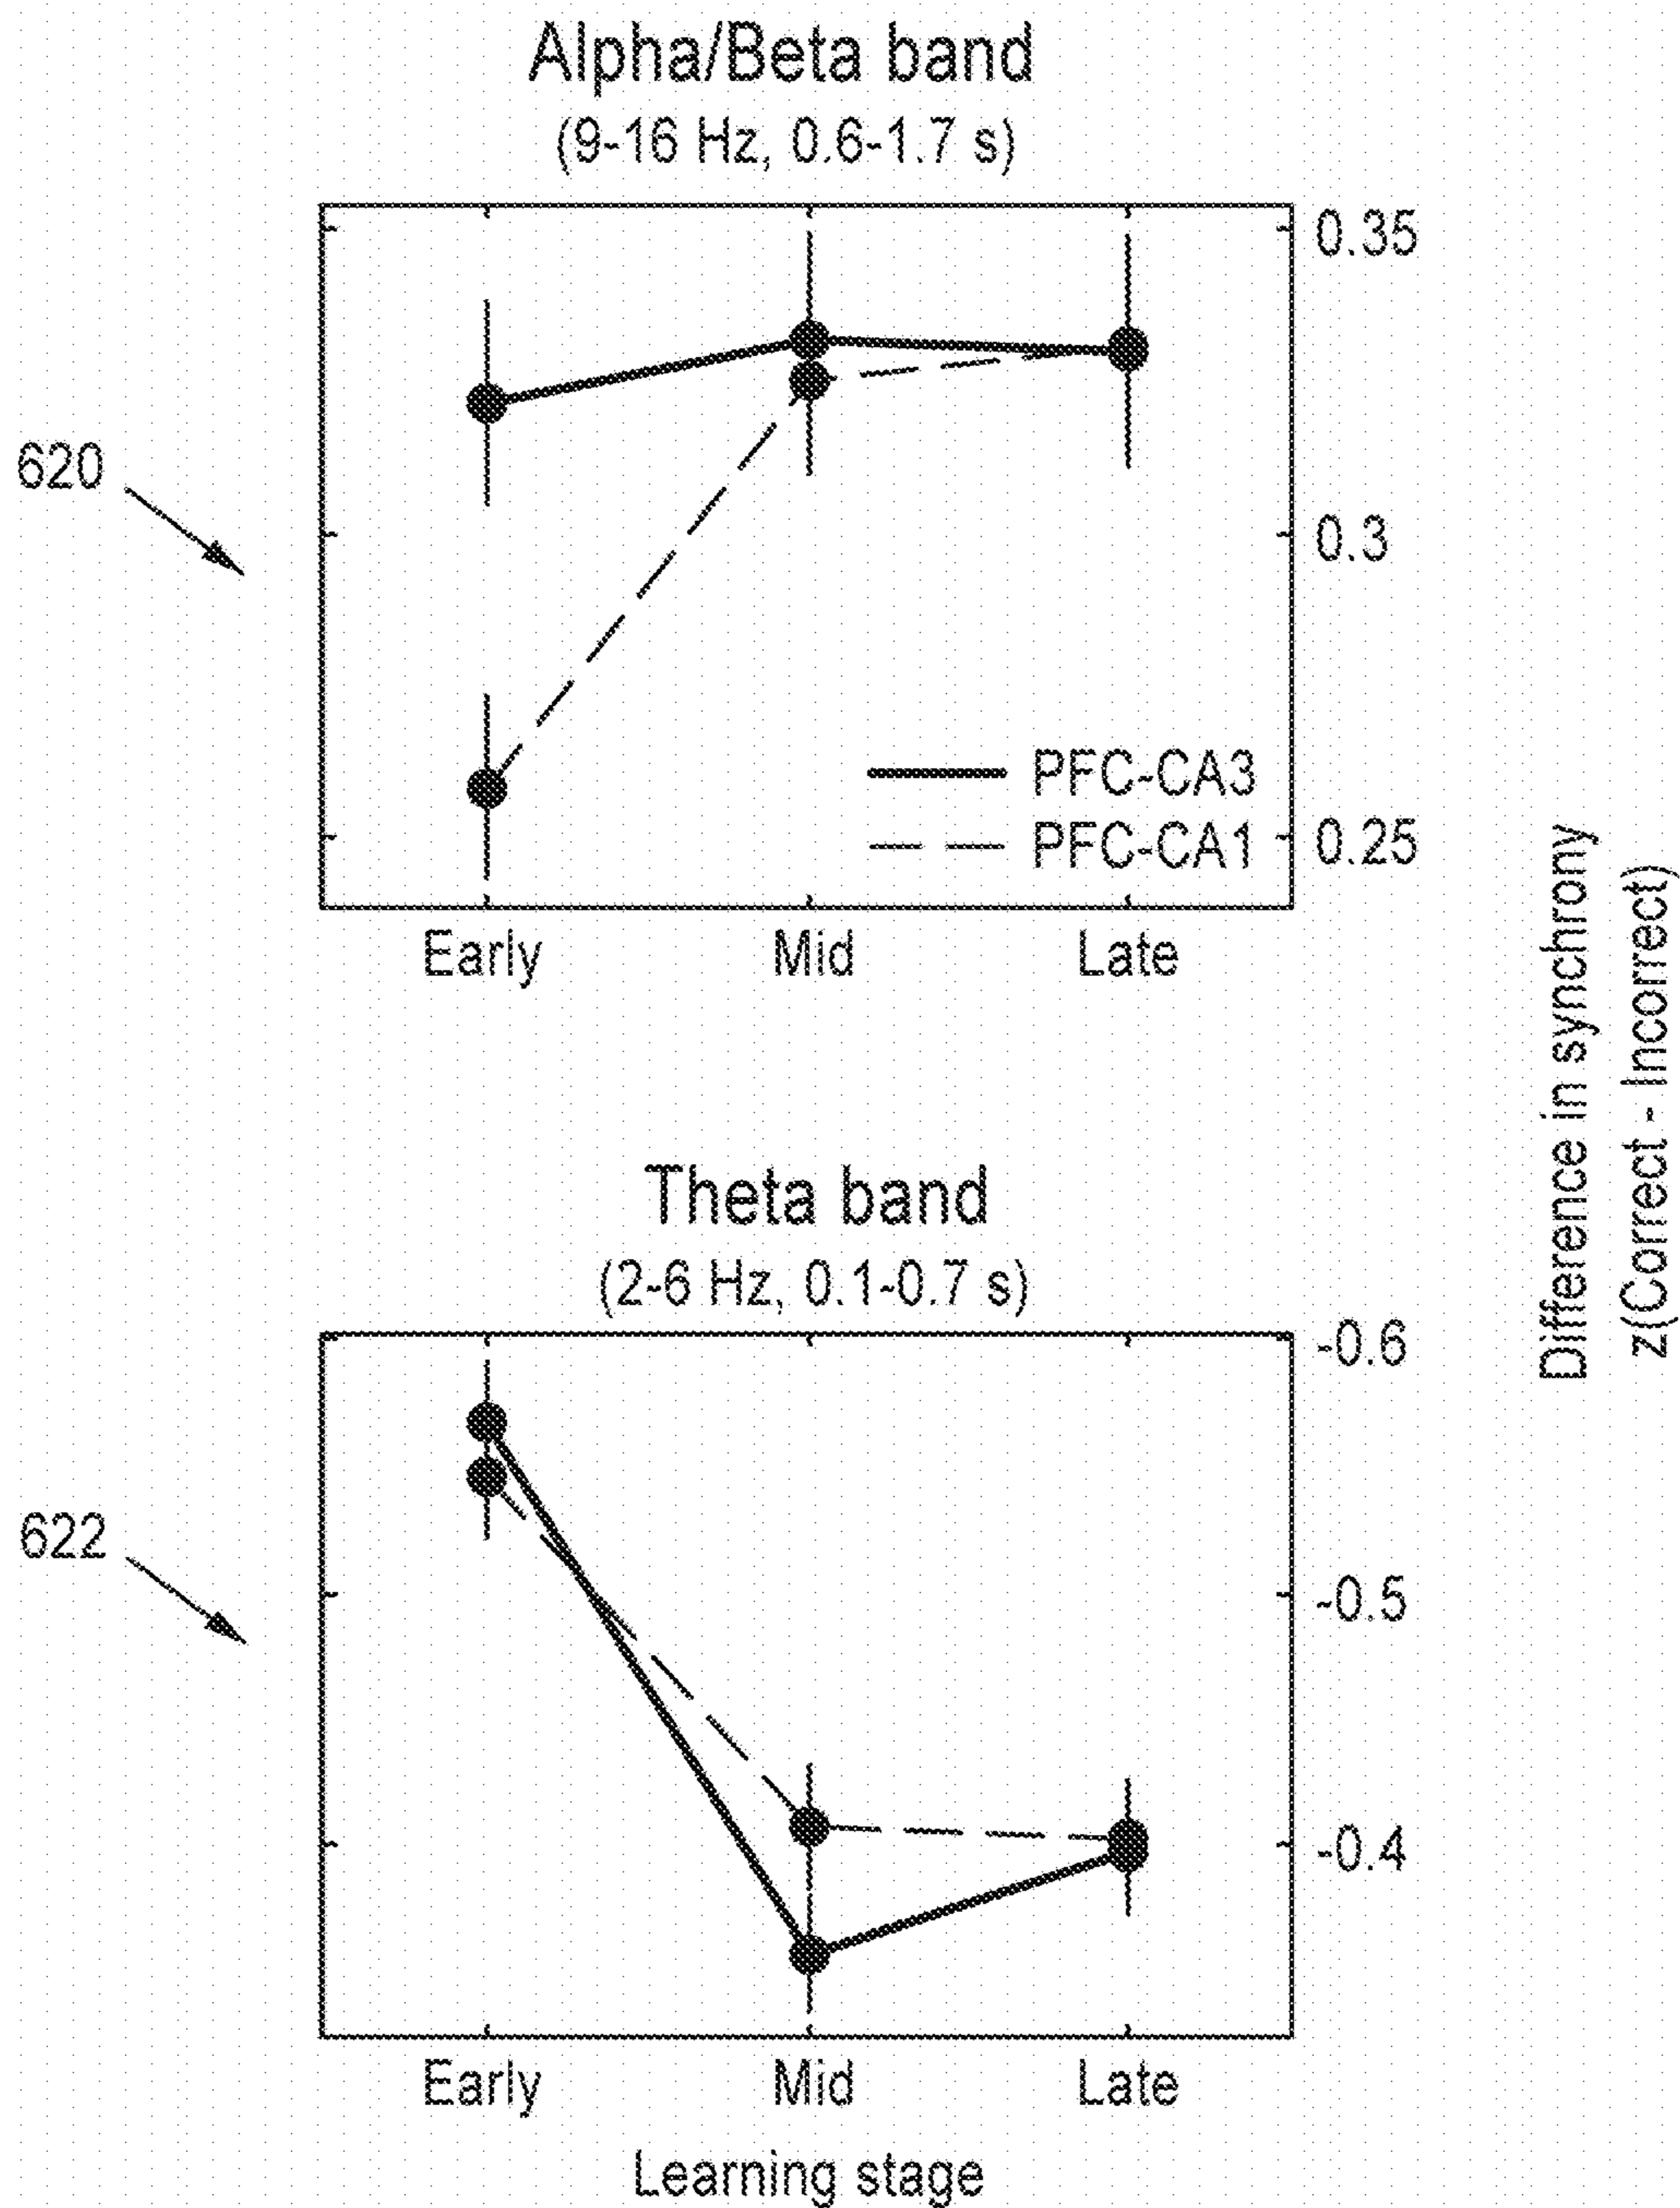 Alpha/Beta band
(9-16 Hz, 0.6-1.7 s)
0.35
620
0.3
PFC-CA3
PFC-CA1
0.25
Early Mid Late
Difference in synchrony
z(Correct - Incorrect)
Theta band
(2-6 Hz, 0.1-0.7 s)
-0.6
622
-0.5
-0.4
Early Mid Late
Learning stage